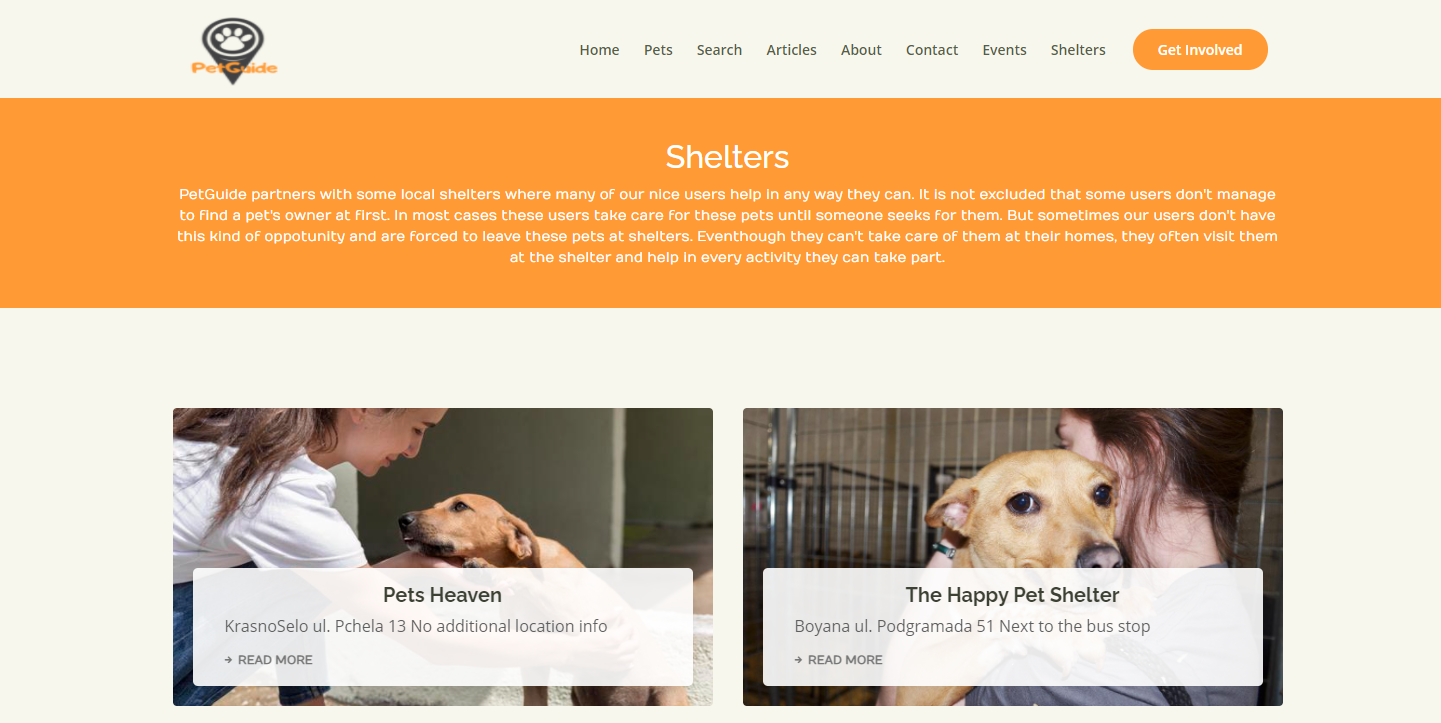 PetGuide
Home Pets Search Articles About Contact Events Shelters Get Involved
Shelters
PetGuide partners with some local shelters where many of our nice users help in any way they can. It is not excluded that some users don't manage
to find a pet's owner at first. In most cases these users take care for these pets until someone seeks for them. But sometimes our users don't have
this kind of oppotunity and are forced to leave these pets at shelters. Eventhough they can't take care of them at their homes, they often visit them
at the shelter and help in every activity they can take part.
Pets Heaven
KrasnoSelo ul. Pchela 13 No additional location info
→ READ MORE
The Happy Pet Shelter
Boyana ul. Podgramada 51 Next to the bus stop
→ READ MORE